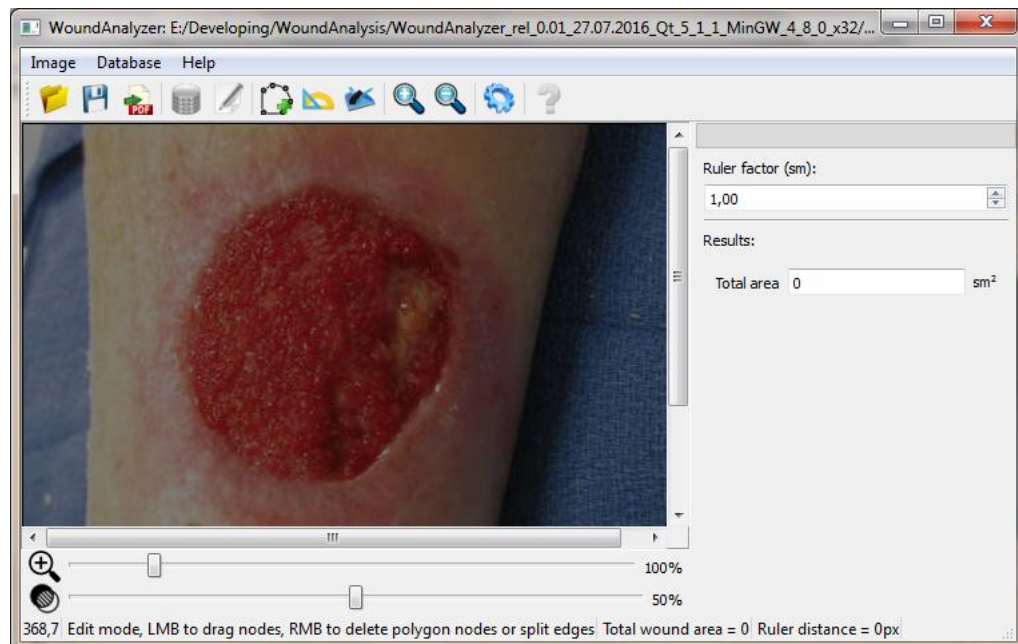 WoundAnalyzer: E:/Developing/WoundAnalysis/WoundAnalyzer_rel_0.01_27.07.2016_Qt_5_1_1_MinGW_4_8_0_x32/...
Image Database Help
PDF
Ruler factor (sm):
1,00
Results:
Total area 0 sm²
100%
50%
368,7 Edit mode, LMB to drag nodes, RMB to delete polygon nodes or split edges Total wound area = 0 Ruler distance = 0px